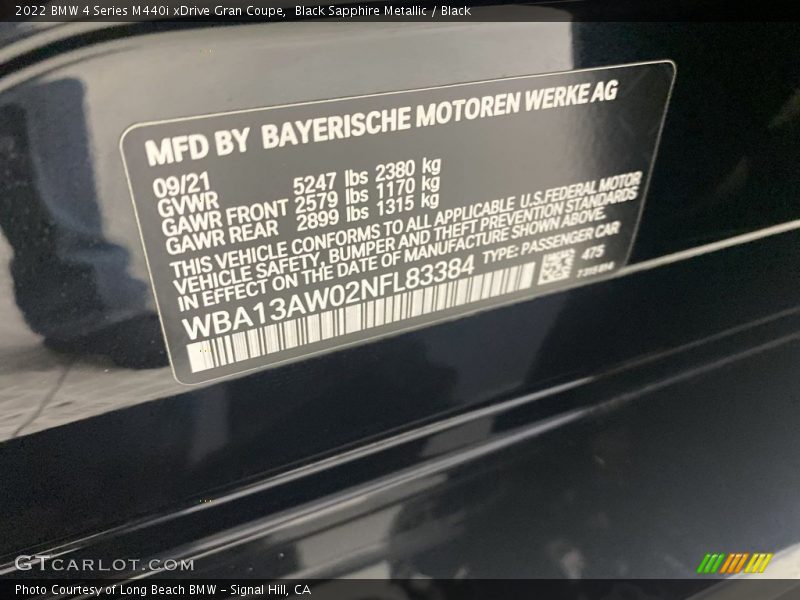 2022 BMW 4 Series M440i xDrive Gran Coupe, Black Sapphire Metallic / Black
MFD BY BAYERISCHE MOTOREN WERKE AG
09/21
GVWR 5247 lbs 2380 kg
GAWR FRONT 2579 lbs 1170 kg
GAWR REAR 2899 lbs 1315 kg
THIS VEHICLE CONFORMS TO ALL APPLICABLE U.S.FEDERAL MOTOR
VEHICLE SAFETY, BUMPER AND THEFT PREVENTION STANDARDS
IN EFFECT ON THE DATE OF MANUFACTURE SHOWN ABOVE.
WBA13AW02NFL83384 TYPE: PASSENGER CAR
475
GTCARLOT.COM
Photo Courtesy of Long Beach BMW - Signal Hill, CA